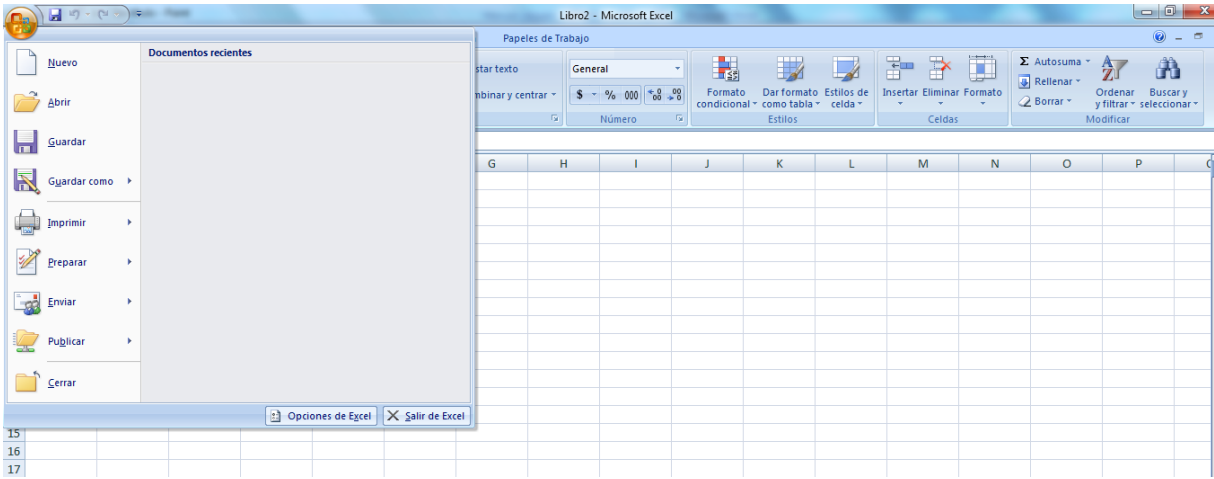 Libro2 - Microsoft Excel
Papeles de Trabajo
Nuevo
Abrir
Guardar
Guardar como
Imprimir
Preparar
Enviar
Publicar
Cerrar
Documentos recientes
Opciones de Excel
Salir de Excel
star texto
mbinar y centrar
General
$ % 000
Número
Formato condicional
Dar formato como tabla
Estilos de celda
Estilos
Insertar Eliminar Formato
Celdas
Σ Autosuma
Rellenar
Borrar
Ordenar y filtrar
Buscar y seleccionar
Modificar
G H I J K L M N O P
15
16
17